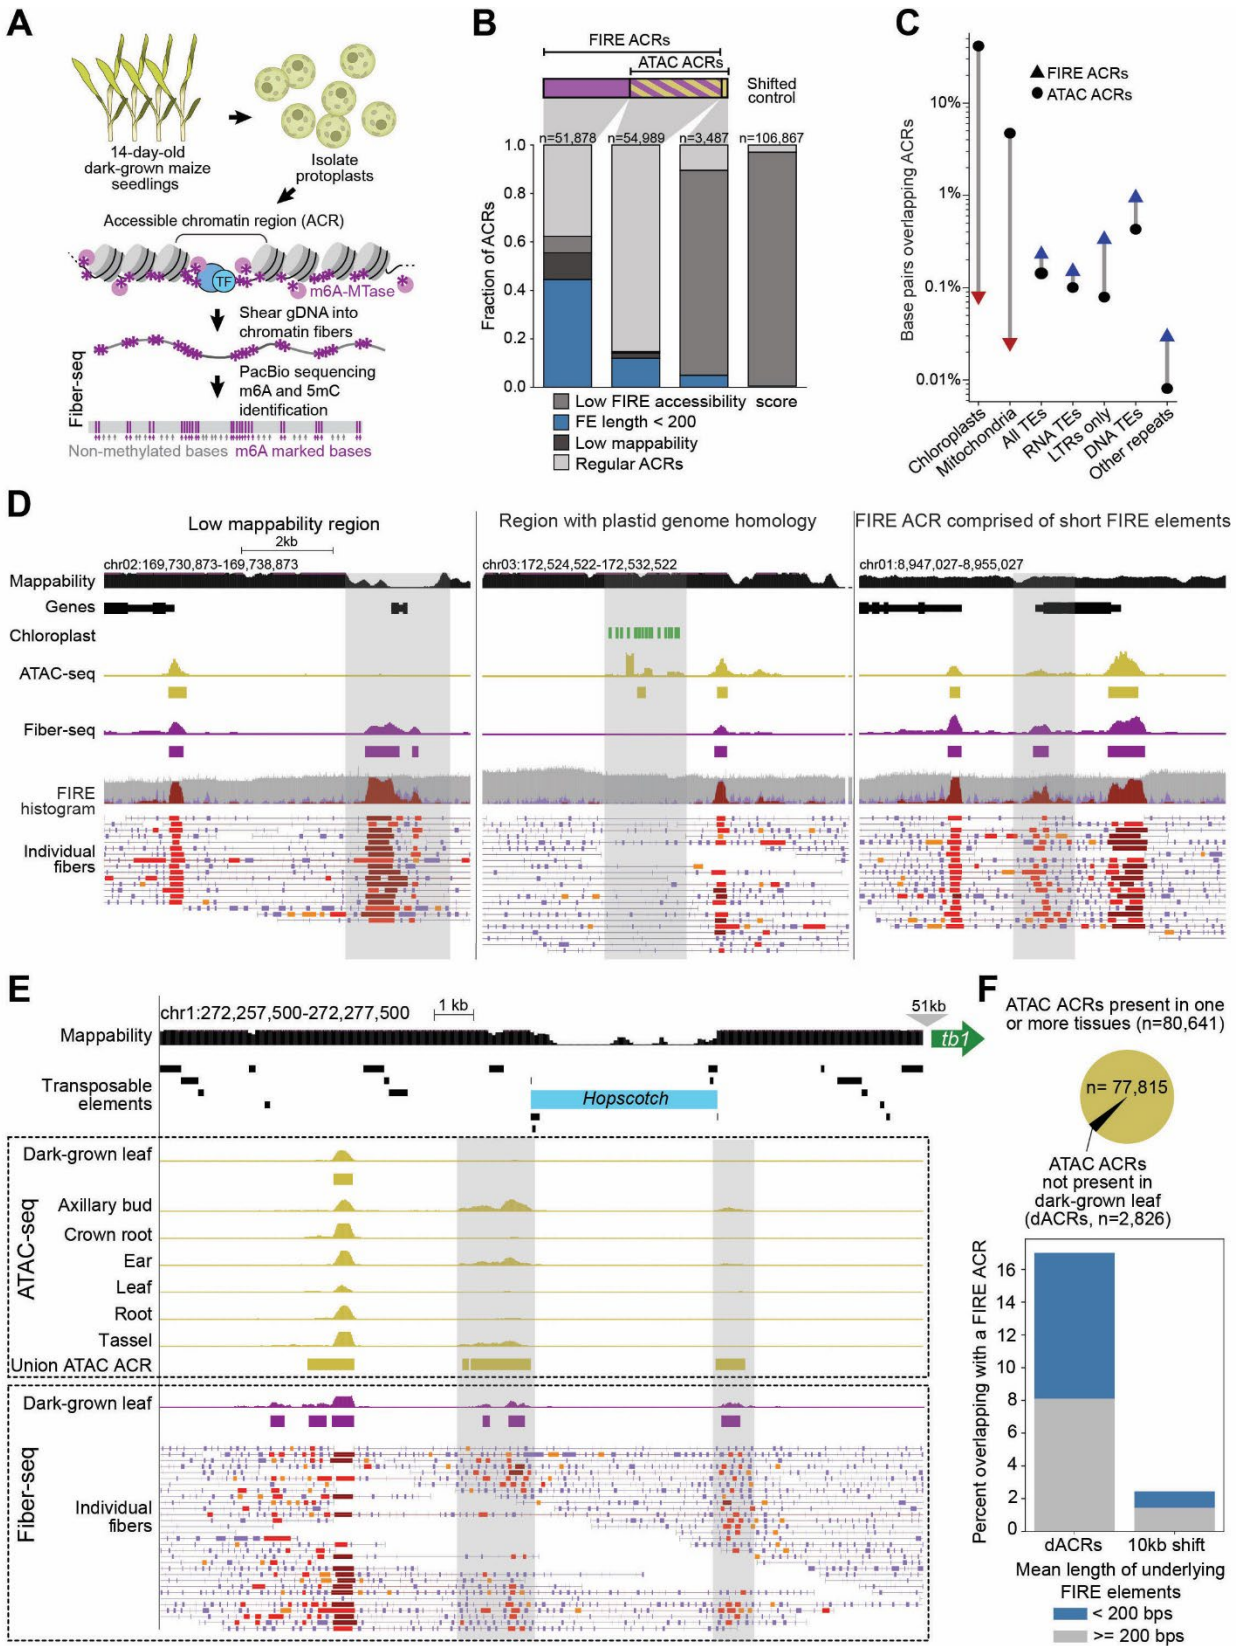 A
14-day-old
dark-grown maize
seedlings
Isolate
protoplasts
Accessible chromatin region (ACR)
TF
m6A-MTase
Shear gDNA into
chromatin fibers
PacBio sequencing
m6A and 5mC
identification
Fiber-seq
Non-methylated bases m6A marked bases
B
FIRE ACRs
ATAC ACRs
Shifted
control
n=51,878 n=54,989 n=3,487 n=106,867
Fraction of ACRs
1.0
0.8
0.6
0.4
0.2
0.0
Low FIRE accessibility score
FE length < 200
Low mappability
Regular ACRs
C
FIRE ACRs
ATAC ACRs
Base pairs overlapping ACRs
10%
1%
0.1%
0.01%
Chloroplasts
Mitochondria
All TEs
RNA TEs
LTRs only
DNA TEs
Other repeats
D
Low mappability region
2kb
chr02:169,730,873-169,738,873
Region with plastid genome homology
chr03:172,524,522-172,532,522
FIRE ACR comprised of short FIRE elements
chr01:8,947,027-8,955,027
Mappability
Genes
Chloroplast
ATAC-seq
Fiber-seq
FIRE
histogram
Individual
fibers
E
chr1:272,257,500-272,277,500
1 kb
51kb
Mappability
tb1
Transposable
elements
Hopscotch
ATAC-seq
Dark-grown leaf
Axillary bud
Crown root
Ear
Leaf
Root
Tassel
Union ATAC ACR
Fiber-seq
Dark-grown leaf
Individual
fibers
F
ATAC ACRs present in one
or more tissues (n=80,641)
n= 77,815
ATAC ACRs
not present in
dark-grown leaf
(dACRs, n=2,826)
Percent overlapping with a FIRE ACR
16
14
12
10
8
6
4
2
0
dACRs 10kb shift
Mean length of underlying
FIRE elements
< 200 bps
>= 200 bps